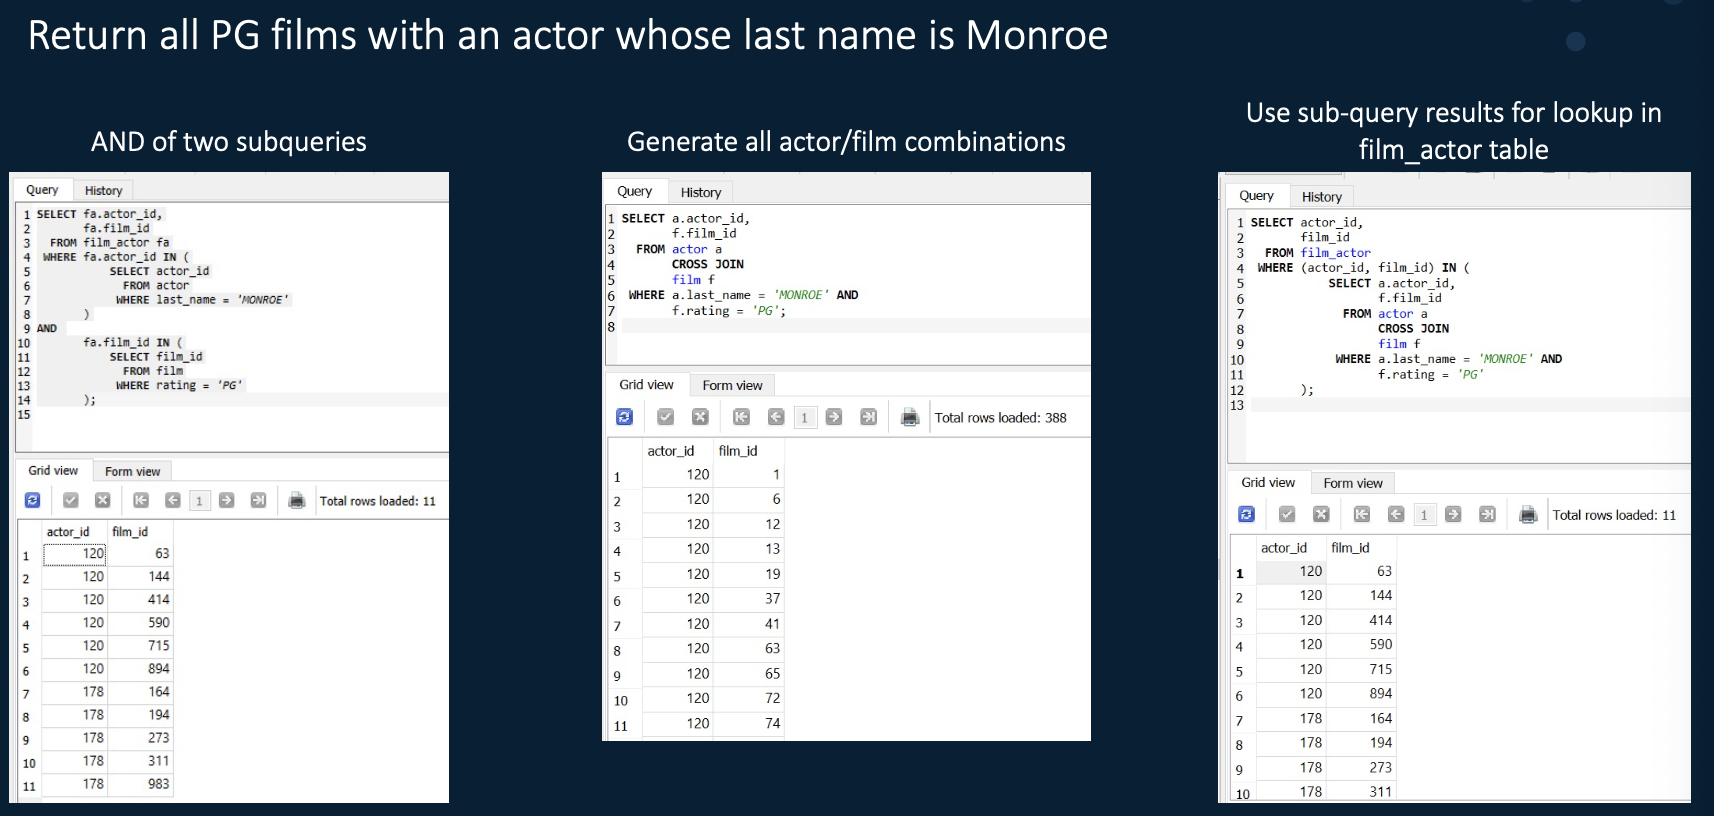 Return all PG films with an actor whose last name is Monroe
AND of two subqueries
Query History
1 SELECT fa.actor_id,
2 fa.film_id
3 FROM film_actor fa
4 WHERE fa.actor_id IN (
5 SELECT actor_id
6 FROM actor
7 WHERE last_name = 'MONROE'
8 )
9 AND
10 fa.film_id IN (
11 SELECT film_id
12 FROM film
13 WHERE rating = 'PG'
14 );
15
Grid view Form view
1 Total rows loaded: 11
actor_id film_id
1 120 63
2 120 144
3 120 414
4 120 590
5 120 715
6 120 894
7 178 164
8 178 194
9 178 273
10 178 311
11 178 983
Generate all actor/film combinations
Query History
1 SELECT a.actor_id,
2 f.film_id
3 FROM actor a
4 CROSS JOIN
5 film f
6 WHERE a.last_name = 'MONROE' AND
7 f.rating = 'PG';
8
Grid view Form view
1 Total rows loaded: 388
actor_id film_id
1 120 1
2 120 6
3 120 12
4 120 13
5 120 19
6 120 37
7 120 41
8 120 63
9 120 65
10 120 72
11 120 74
Use sub-query results for lookup in
film_actor table
Query History
1 SELECT actor_id,
2 film_id
3 FROM film_actor
4 WHERE (actor_id, film_id) IN (
5 SELECT a.actor_id,
6 f.film_id
7 FROM actor a
8 CROSS JOIN
9 film f
10 WHERE a.last_name = 'MONROE' AND
11 f.rating = 'PG'
12 );
13
Grid view Form view
1 Total rows loaded: 11
actor_id film_id
1 120 63
2 120 144
3 120 414
4 120 590
5 120 715
6 120 894
7 178 164
8 178 194
9 178 273
10 178 311